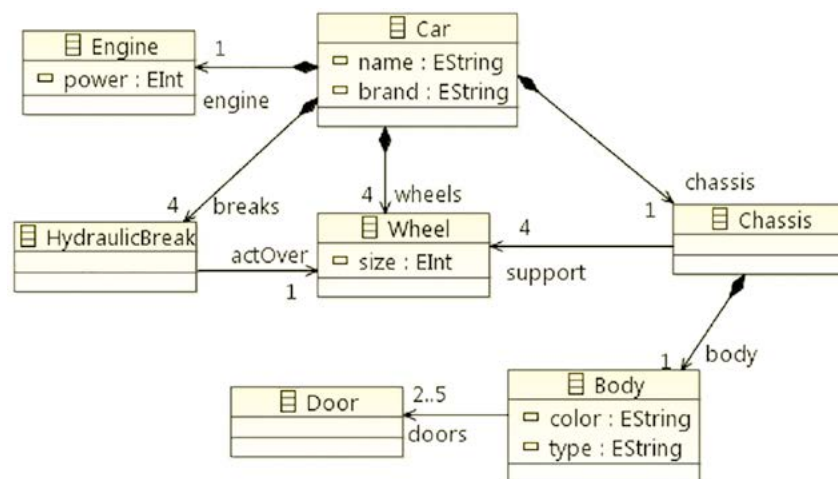 Engine
power : EInt
1
engine
Car
name : EString
brand : EString
4
breaks
4
wheels
chassis
1
HydraulicBreak
actOver
1
Wheel
size : EInt
4
support
Chassis
1
body
Door
2..5
doors
Body
color : EString
type : EString